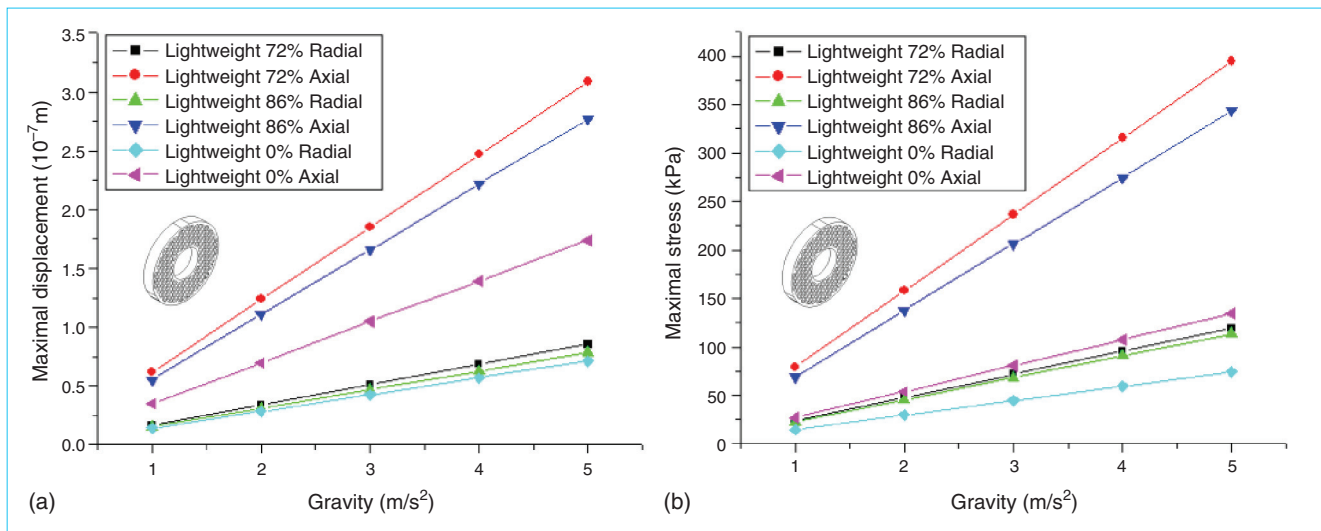 3.5
3.0
2.5
2.0
1.5
1.0
0.5
0.0
Maximal displacement (10⁻⁷m)
Lightweight 72% Radial
Lightweight 72% Axial
Lightweight 86% Radial
Lightweight 86% Axial
Lightweight 0% Radial
Lightweight 0% Axial
1 2 3 4 5
Gravity (m/s²)
(a)
400
350
300
250
200
150
100
50
0
Maximal stress (kPa)
Lightweight 72% Radial
Lightweight 72% Axial
Lightweight 86% Radial
Lightweight 86% Axial
Lightweight 0% Radial
Lightweight 0% Axial
1 2 3 4 5
Gravity (m/s²)
(b)